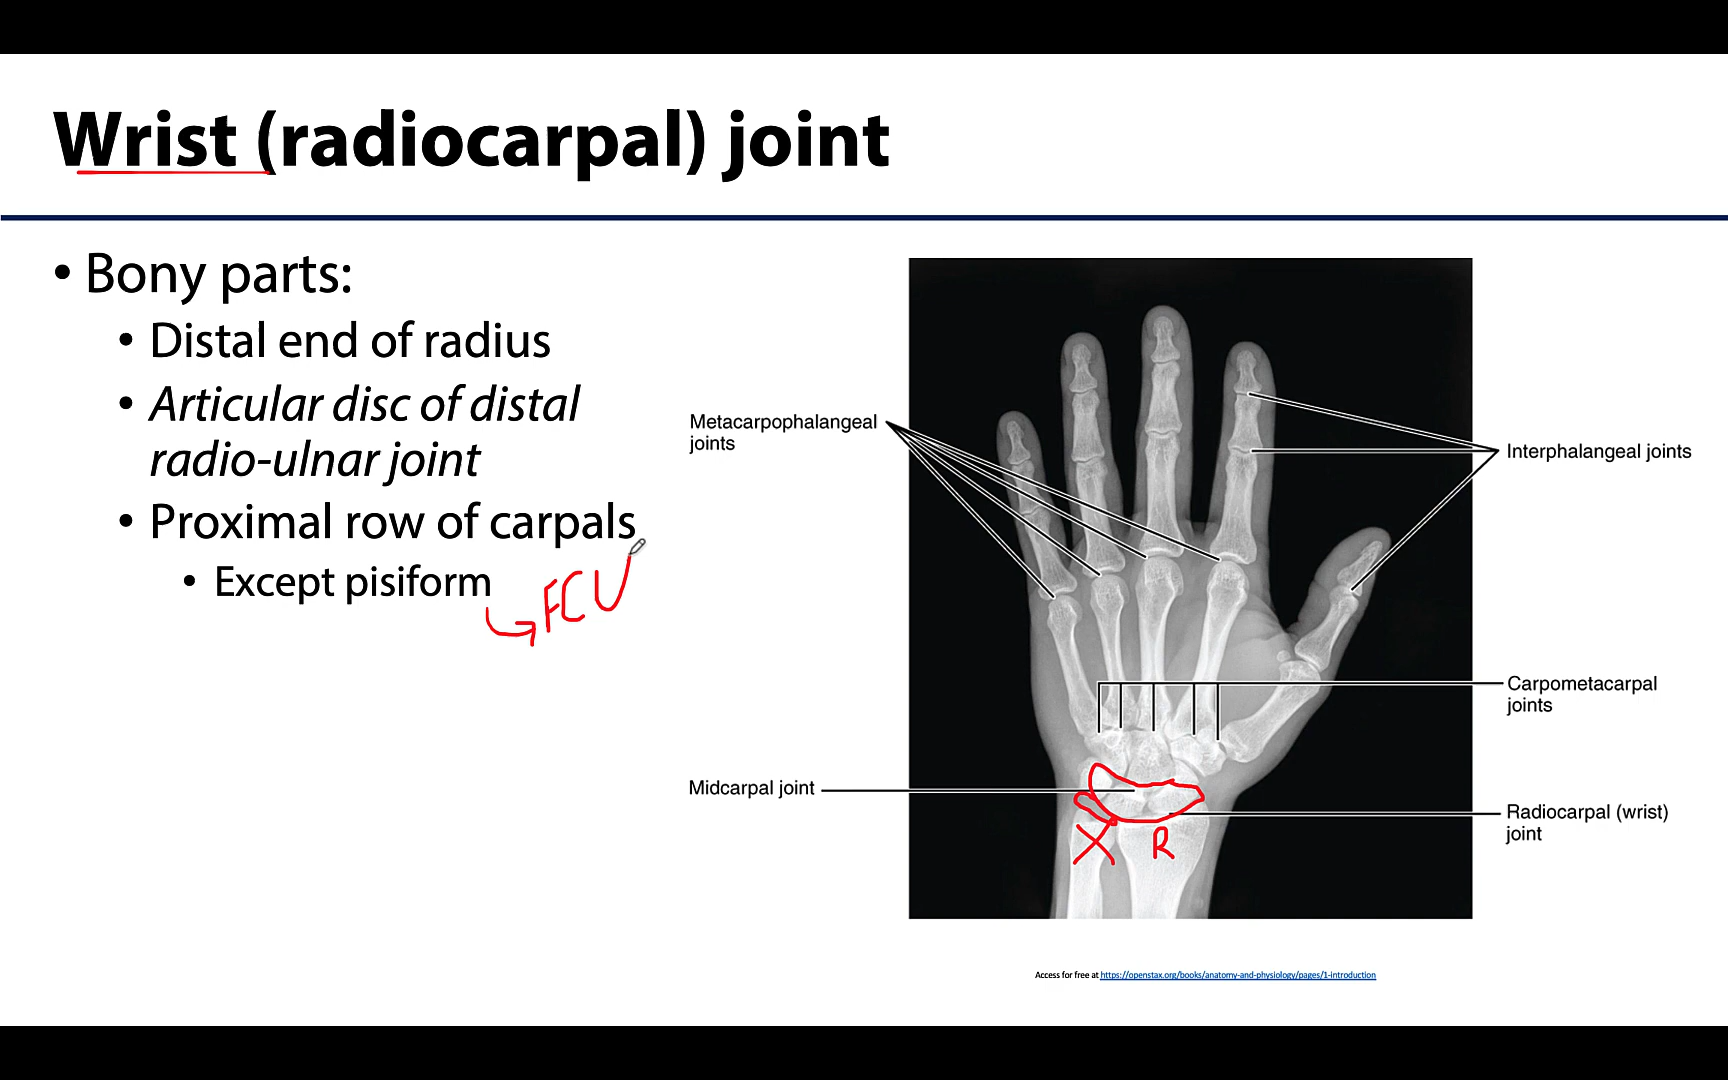 Wrist (radiocarpal) joint
• Bony parts:
• Distal end of radius
• Articular disc of distal
radio-ulnar joint
• Proximal row of carpals
• Except pisiform
FCU
Metacarpophalangeal
joints
Interphalangeal joints
Carpometacarpal
joints
Midcarpal joint
Radiocarpal (wrist)
joint
X R
Access for free at https://openstax.org/books/anatomy-and-physiology/pages/1-introduction